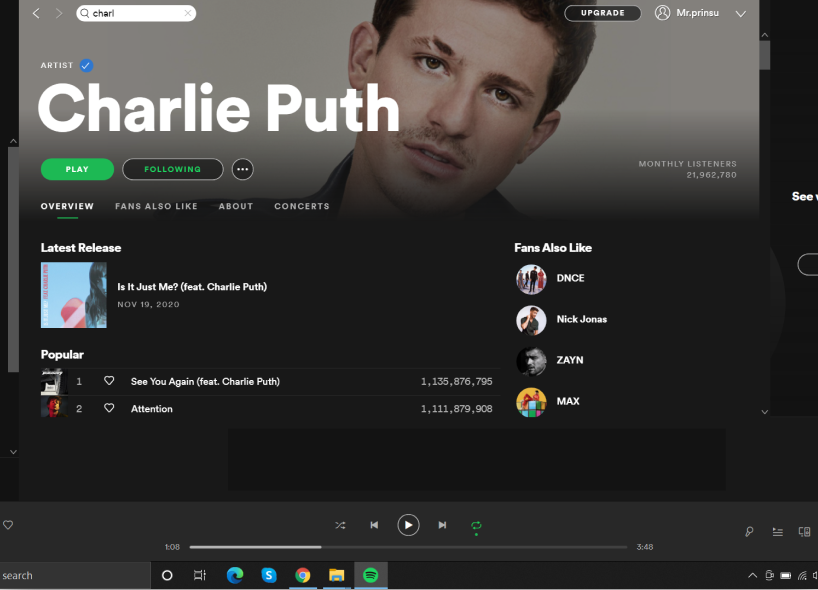 charl
UPGRADE
Mr.prinsu
ARTIST
Charlie Puth
PLAY
FOLLOWING
MONTHLY LISTENERS
21,962,780
OVERVIEW
FANS ALSO LIKE
ABOUT
CONCERTS
See
Latest Release
Is It Just Me? (feat. Charlie Puth)
NOV 19, 2020
Fans Also Like
DNCE
Nick Jonas
ZAYN
MAX
Popular
1 See You Again (feat. Charlie Puth) 1,135,876,795
2 Attention 1,111,879,908
1:08
3:48
search